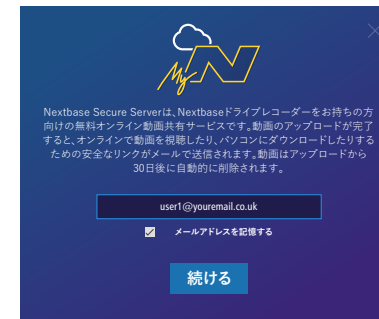 My N
Nextbase Secure Serverは、Nextbaseドライブレコーダーをお持ちの方
向けの無料オンライン動画共有サービスです。動画のアップロードが完了
すると、オンラインで動画を視聴したり、パソコンにダウンロードしたりする
ための安全なリンクがメールで送信されます。動画はアップロードから
30日後に自動的に削除されます。
user1@youremail.co.uk
メールアドレスを記憶する
続ける